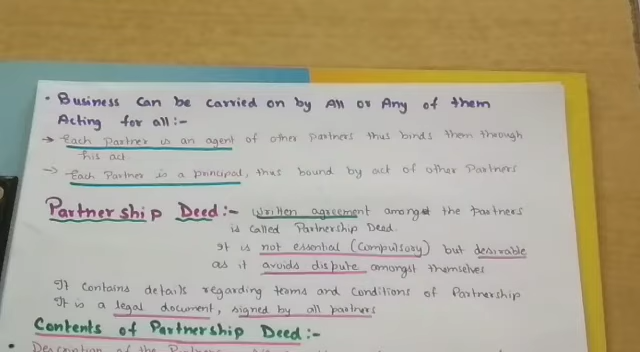 • Business Can be Carried on by All or Any of them
Acting for all :-
→ Each Partner is an agent of other partners thus binds them through
his act
→ Each Partner is a principal, thus bound by act of other Partners
Partnership Deed :- Written agreement amongst the partners
is called Partnership Deed.
It is not essential (Compulsory) but desirable
as it avoids dispute amongst themselves
It contains details regarding terms and conditions of Partnership
It is a legal document, signed by all partners
Contents of Partnership Deed :-
• Description of the